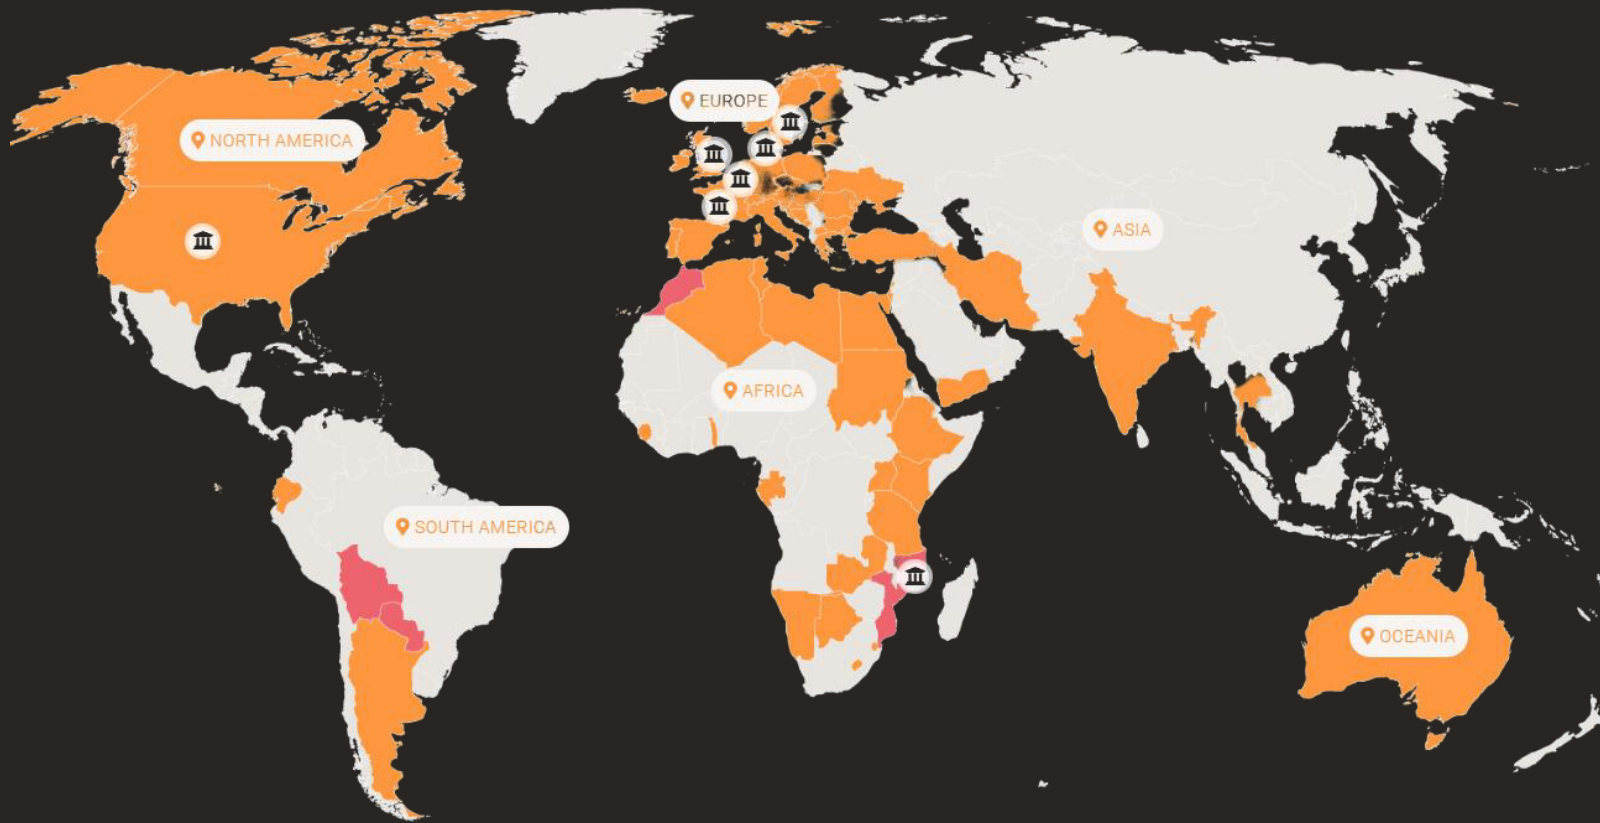 EUROPE
NORTH AMERICA
ASIA
AFRICA
SOUTH AMERICA
OCEANIA